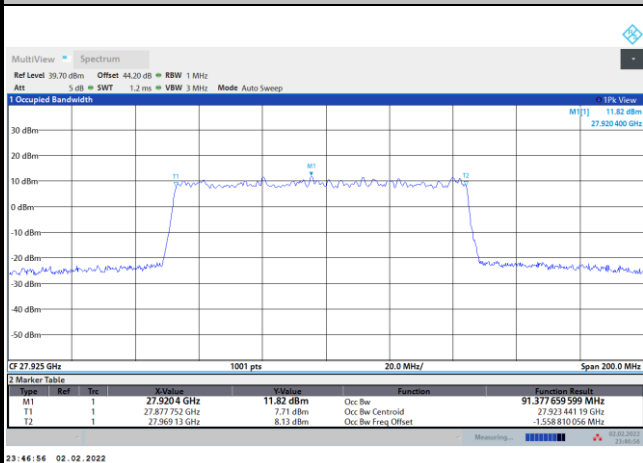 MultiView Spectrum
Ref Level 39.70 dBm Offset 44.20 dB RBW 1 MHz
Att 5 dB SWT 1.2 ms VBW 3 MHz Mode Auto Sweep
1 Occupied Bandwidth 1Pk View
M1[1] 11.82 dBm
27.920 400 GHz
30 dBm
20 dBm
T1 M1 T2
10 dBm
0 dBm
-10 dBm
-20 dBm
-30 dBm
-40 dBm
-50 dBm
CF 27.925 GHz 1001 pts 20.0 MHz/ Span 200.0 MHz
2 Marker Table
Type Ref Trc X-Value Y-Value Function Function Result
M1 1 27.920 4 GHz 11.82 dBm Occ Bw 91.377 659 599 MHz
T1 1 27.877 752 GHz 7.71 dBm Occ Bw Centroid 27.923 441 19 GHz
T2 1 27.969 13 GHz 8.13 dBm Occ Bw Freq Offset -1.558 810 056 MHz
Measuring... 02.02.2022
23:46:56
23:46:56 02.02.2022